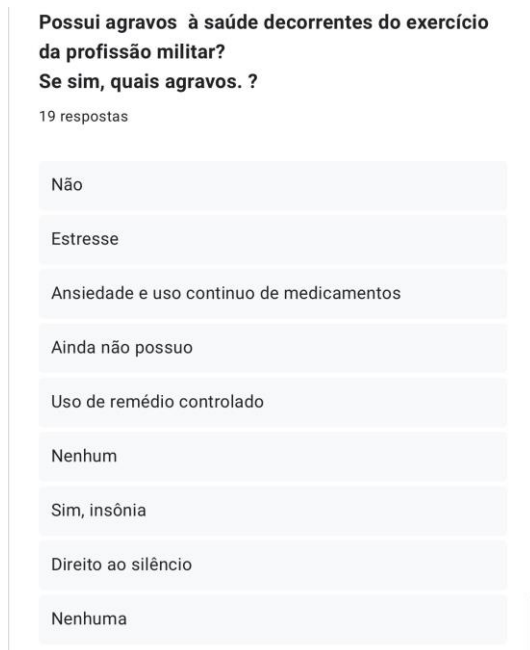 Possui agravos  à saúde decorrentes do exercício
da profissão militar?
Se sim, quais agravos. ?
19 respostas
Não
Estresse
Ansiedade e uso continuo de medicamentos
Ainda não possuo
Uso de remédio controlado
Nenhum
Sim, insônia
Direito ao silêncio
Nenhuma